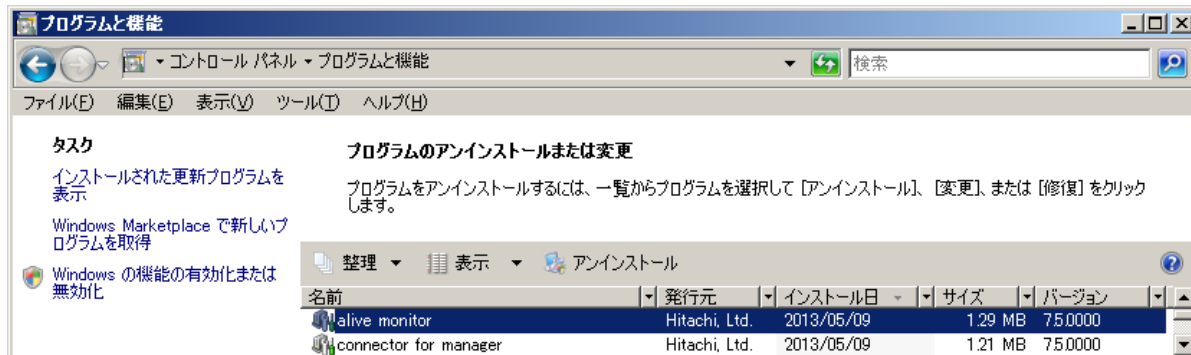 プログラムと機能
コントロール パネル プログラムと機能
検索
ファイル(F) 編集(E) 表示(V) ツール(T) ヘルプ(H)
タスク
インストールされた更新プログラムを
表示
Windows Marketplace で新しいプ
ログラムを取得
Windows の機能の有効化または
無効化
プログラムのアンインストールまたは変更
プログラムをアンインストールするには、一覧からプログラムを選択して [アンインストール]、[変更]、または [修復] をクリック
します。
整理 表示 アンインストール
名前 発行元 インストール日 サイズ バージョン
alive monitor Hitachi, Ltd. 2013/05/09 1.29 MB 7.5.0000
connector for manager Hitachi, Ltd. 2013/05/09 1.21 MB 7.5.0000